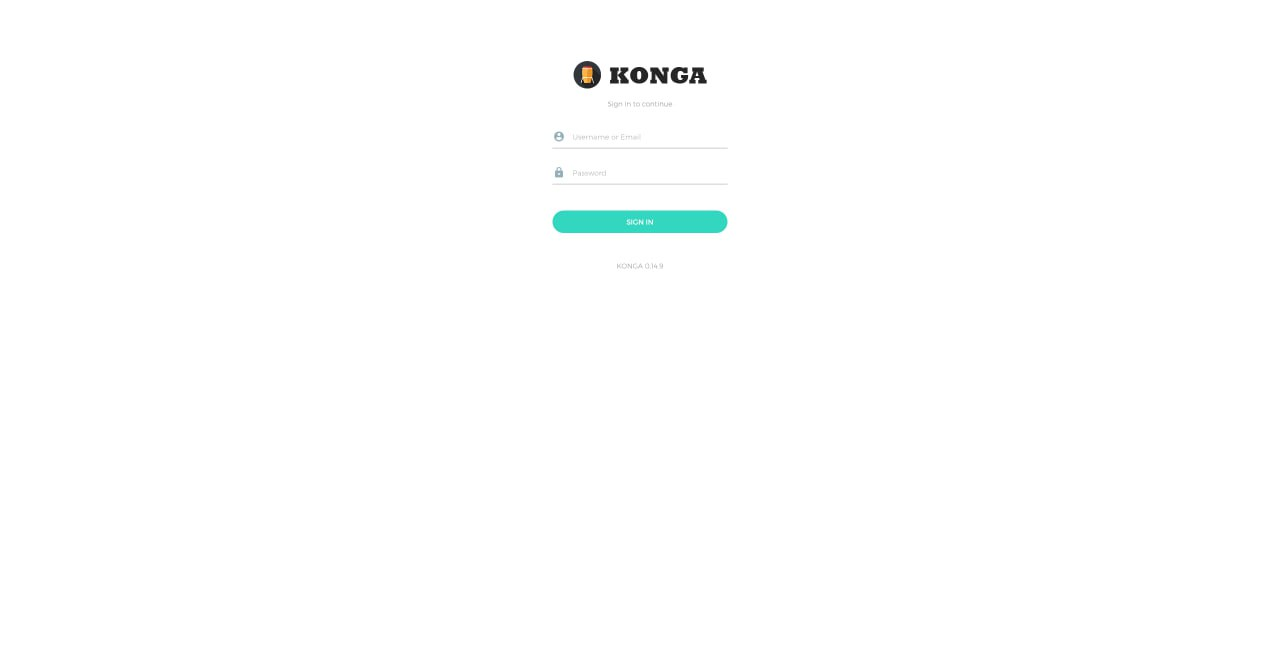 KONGA
Sign in to continue.
Username or Email
Password
SIGN IN
KONGA 0.14.9